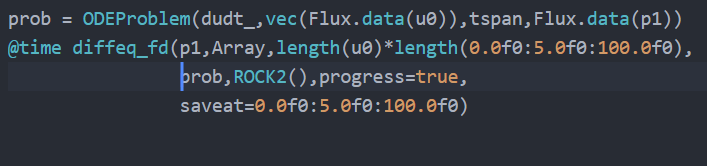 prob = ODEProblem(dudt_,vec(Flux.data(u0)),tspan,Flux.data(p1))
@time diffeq_fd(p1,Array,length(u0)*length(0.0f0:5.0f0:100.0f0),
prob,ROCK2(),progress=true,
saveat=0.0f0:5.0f0:100.0f0)